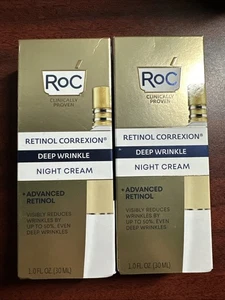 RoC
CLINICALLY
PROVEN
RETINOL CORREXION®
DEEP WRINKLE
NIGHT CREAM
+ADVANCED
RETINOL
VISIBLY REDUCES
WRINKLES BY
UP TO 50%, EVEN
DEEP WRINKLES.
1.0 FL OZ. (30 ML)
RoC
CLINICALLY
PROVEN
RETINOL CORREXION®
DEEP WRINKLE
NIGHT CREAM
+ADVANCED
RETINOL
VISIBLY REDUCES
WRINKLES BY
UP TO 50%, EVEN
DEEP WRINKLES.
1.0 FL OZ. (30 ML)